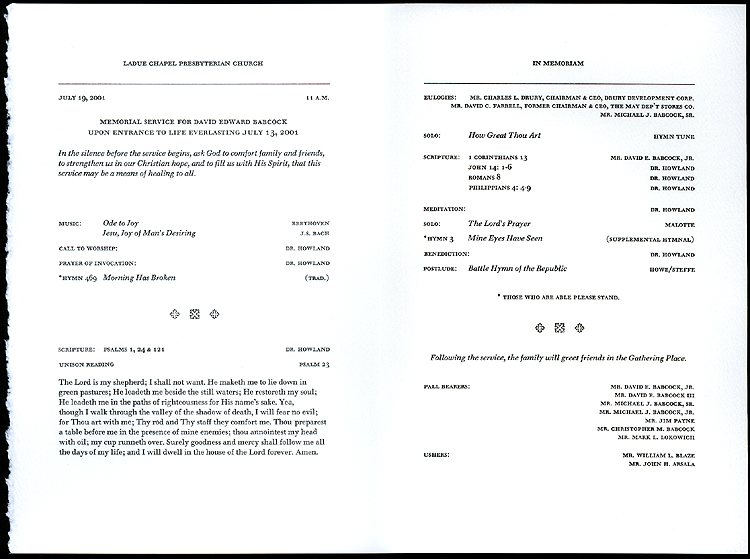 LADUE CHAPEL PRESBYTERIAN CHURCH
JULY 19, 2001 11 A.M.
MEMORIAL SERVICE FOR DAVID EDWARD BABCOCK
UPON ENTRANCE TO LIFE EVERLASTING JULY 13, 2001
In the silence before the service begins, ask God to comfort family and friends,
to strengthen us in our Christian hope, and to fill us with His Spirit, that this
service may be a means of healing to all.
MUSIC: Ode to Joy BEETHOVEN
Jesu, Joy of Man's Desiring J.S. BACH
CALL TO WORSHIP: DR. HOWLAND
PRAYER OF INVOCATION: DR. HOWLAND
*HYMN 469 Morning Has Broken (TRAD.)
SCRIPTURE: PSALMS 1, 24 & 121 DR. HOWLAND
UNISON READING PSALM 23
The Lord is my shepherd; I shall not want. He maketh me to lie down in
green pastures; He leadeth me beside the still waters; He restoreth my soul;
He leadeth me in the paths of righteousness for His name's sake. Yea,
though I walk through the valley of the shadow of death, I will fear no evil;
for Thou art with me; Thy rod and Thy staff they comfort me. Thou preparest
a table before me in the presence of mine enemies; thou annointest my head
with oil; my cup runneth over. Surely goodness and mercy shall follow me all
the days of my life; and I will dwell in the house of the Lord forever. Amen.
IN MEMORIAM
EULOGIES: MR. CHARLES L. DRURY, CHAIRMAN & CEO, DRURY DEVELOPMENT CORP.
MR. DAVID C. FARRELL, FORMER CHAIRMAN & CEO, THE MAY DEP'T STORES CO.
MR. MICHAEL J. BABCOCK, SR.
SOLO: How Great Thou Art HYMN TUNE
SCRIPTURE: 1 CORINTHIANS 13 MR. DAVID E. BABCOCK, JR.
JOHN 14: 1-6 DR. HOWLAND
ROMANS 8 DR. HOWLAND
PHILIPPIANS 4: 4-9 DR. HOWLAND
MEDITATION: DR. HOWLAND
SOLO: The Lord's Prayer MALOTTE
*HYMN 3 Mine Eyes Have Seen (SUPPLEMENTAL HYMNAL)
BENEDICTION: DR. HOWLAND
POSTLUDE: Battle Hymn of the Republic HOWE/STEFFE
* THOSE WHO ARE ABLE PLEASE STAND.
Following the service, the family will greet friends in the Gathering Place.
PALL BEARERS: MR. DAVID E. BABCOCK, JR.
MR. DAVID E. BABCOCK III
MR. MICHAEL J. BABCOCK, SR.
MR. MICHAEL J. BABCOCK, JR.
MR. JIM PAYNE
MR. CHRISTOPHER M. BABCOCK
MR. MARK L. LOKOWICH
USHERS: MR. WILLIAM L. BLAZE
MR. JOHN H. ARSALA